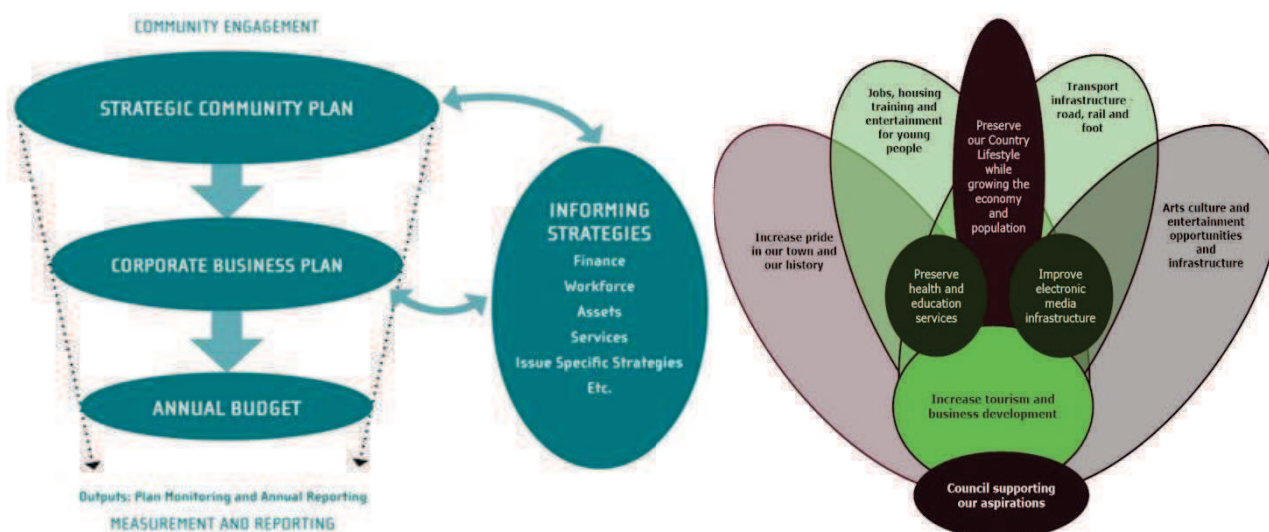 COMMUNITY ENGAGEMENT
STRATEGIC COMMUNITY PLAN
CORPORATE BUSINESS PLAN
ANNUAL BUDGET
Outputs: Plan Monitoring and Annual Reporting
MEASUREMENT AND REPORTING
INFORMING
STRATEGIES
Finance
Workforce
Assets
Services
Issue Specific Strategies
Etc.
Increase pride
in our town and
our history
Jobs, housing
training and
entertainment
for young
people
Preserve
our Country
Lifestyle
while
growing the
economy
and
population
Transport
infrastructure -
road, rail and
foot
Arts culture and
entertainment
opportunities
and
infrastructure
Preserve
health and
education
services
Improve
electronic
media
infrastructure
Increase tourism and
business development
Council supporting
our aspirations